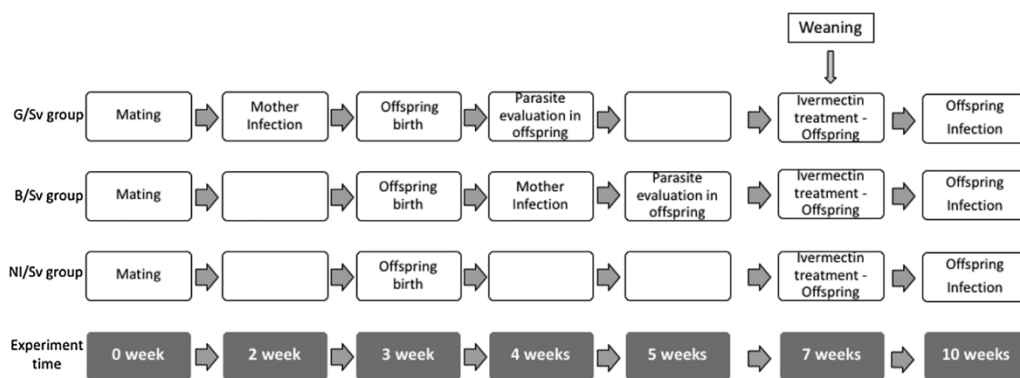 Weaning
G/Sv group
Mating
Mother
Infection
Offspring
birth
Parasite
evaluation in
offspring
Ivermectin
treatment -
Offspring
Offspring
Infection
B/Sv group
Mating
Offspring
birth
Mother
Infection
Parasite
evaluation in
offspring
Ivermectin
treatment -
Offspring
Offspring
Infection
NI/Sv group
Mating
Offspring
birth
Ivermectin
treatment -
Offspring
Offspring
Infection
Experiment
time
0 week
2 week
3 week
4 weeks
5 weeks
7 weeks
10 weeks